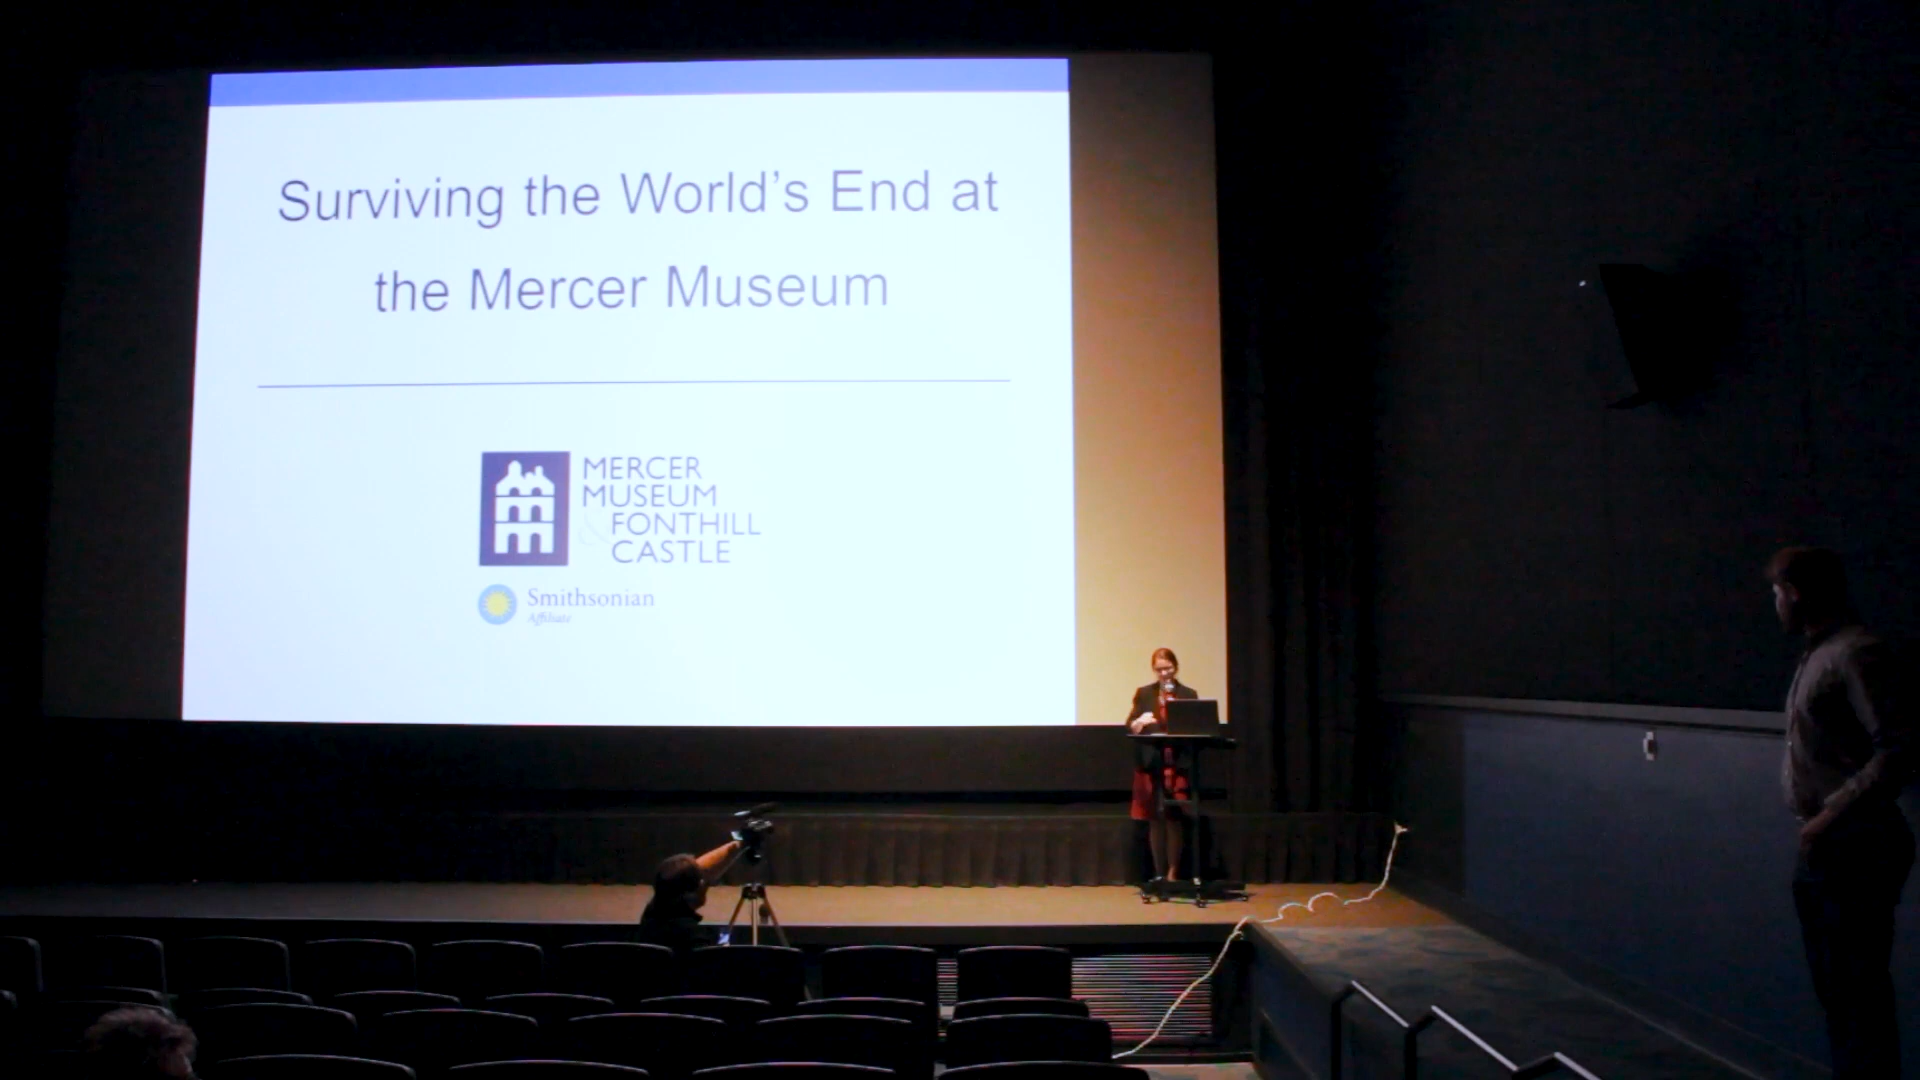 Surviving the World's End at
the Mercer Museum
MERCER
MUSEUM
& FONTHILL
CASTLE
Smithsonian
Affiliate